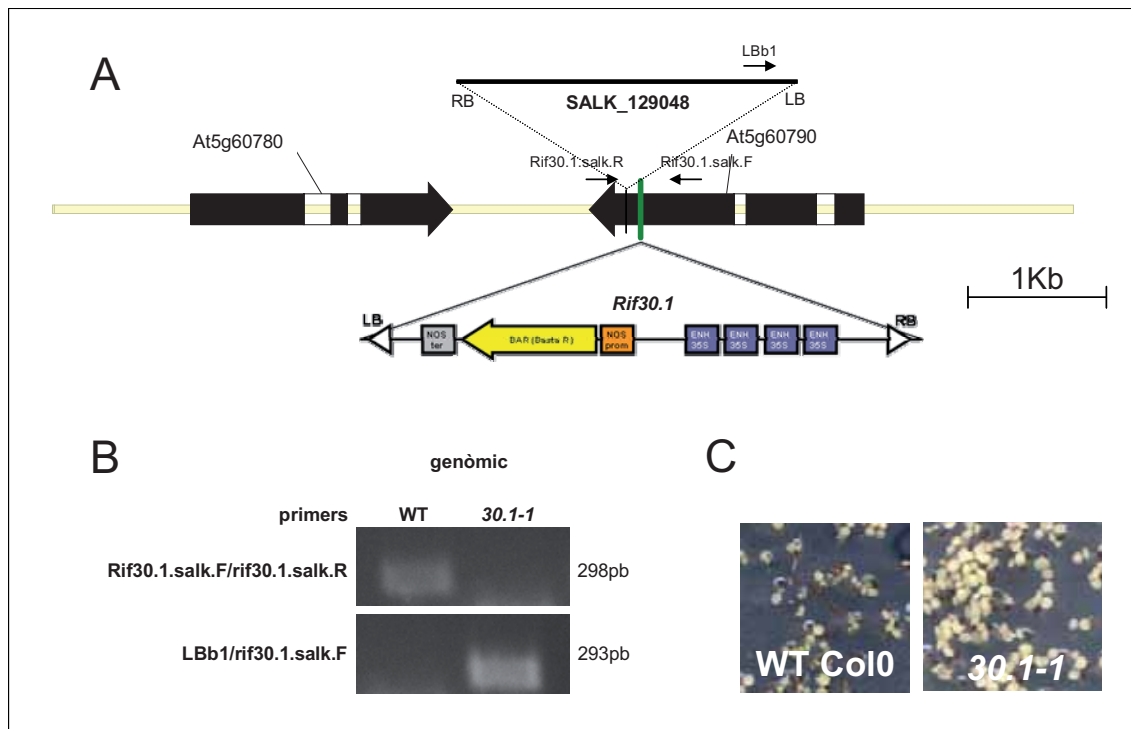 A
LBb1
RB
SALK_129048
LB
At5g60780
At5g60790
Rif30.1.salk.R
Rif30.1.salk.F
1Kb
Rif30.1
LB
RB
NOS ter
BAR (Basta R)
NOS prom
ENH 35S
ENH 35S
ENH 35S
ENH 35S
B
genòmic
primers
WT
30.1-1
Rif30.1.salk.F/rif30.1.salk.R
298pb
LBb1/rif30.1.salk.F
293pb
C
WT Col0
30.1-1